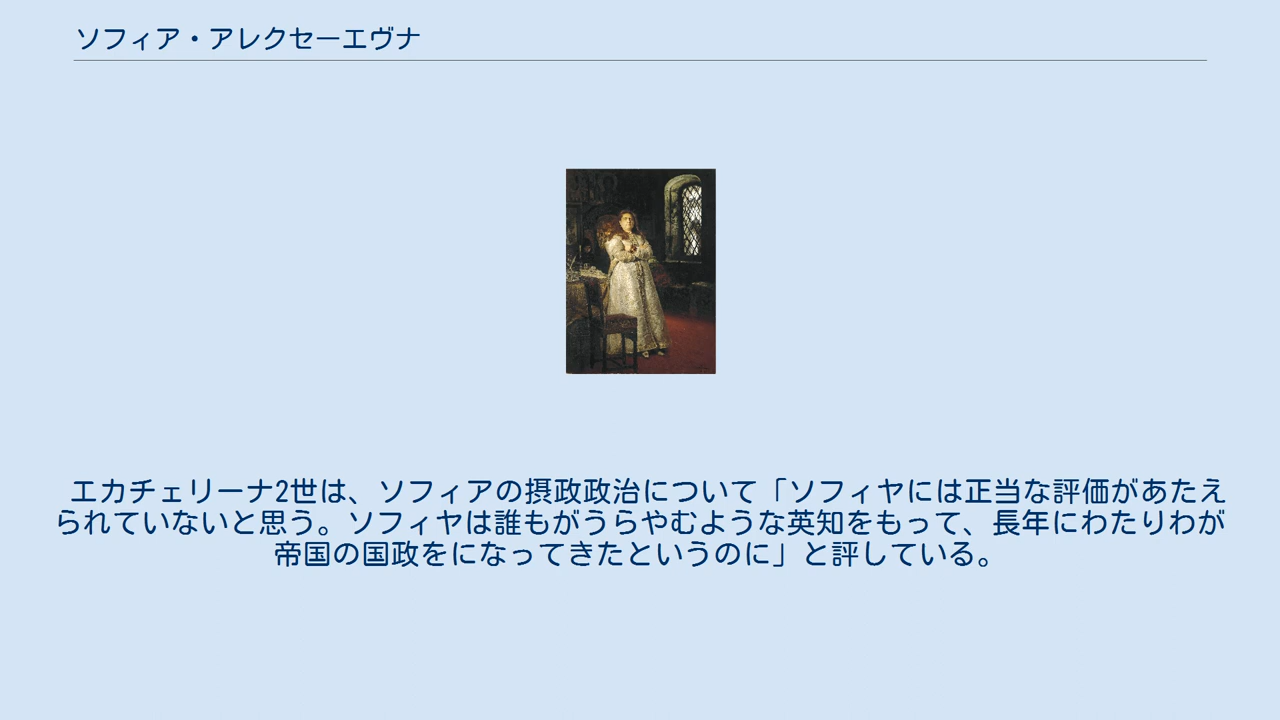 ソフィア・アレクセーエヴナ
エカチェリーナ2世は、ソフィアの摂政政治について「ソフィヤには正当な評価があたえ
られていないと思う。ソフィヤは誰もがうらやむような英知をもって、長年にわたりわが
帝国の国政をになってきたというのに」と評している。